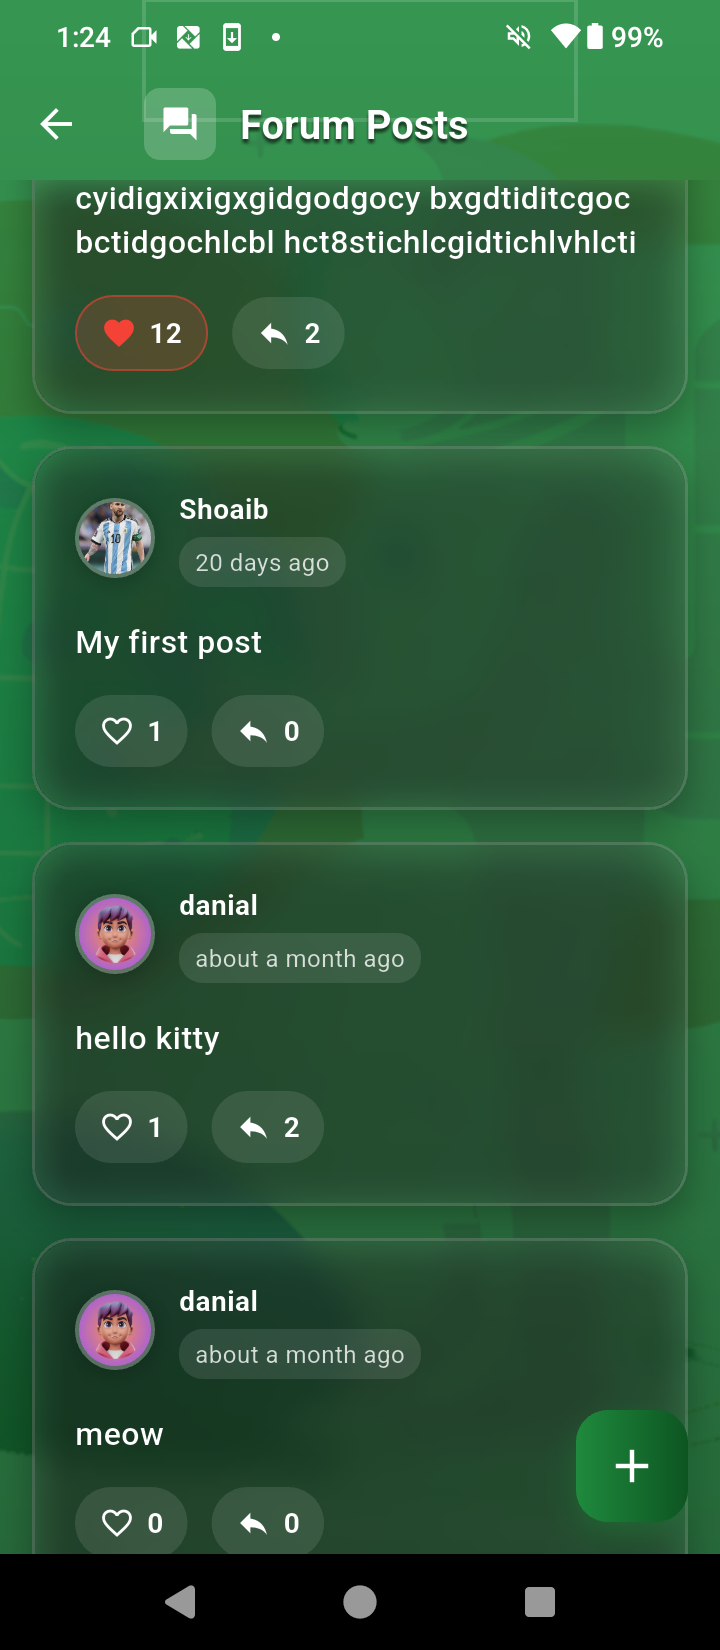 1:24
99%
Forum Posts
cyidigxixigxgidgodgocy bxgdtiditcgoc
bctidgochlcbl hct8stichlcgidtichlvhlcti
12
2
Shoaib
20 days ago
My first post
1
0
danial
about a month ago
hello kitty
1
2
danial
about a month ago
meow
0
0